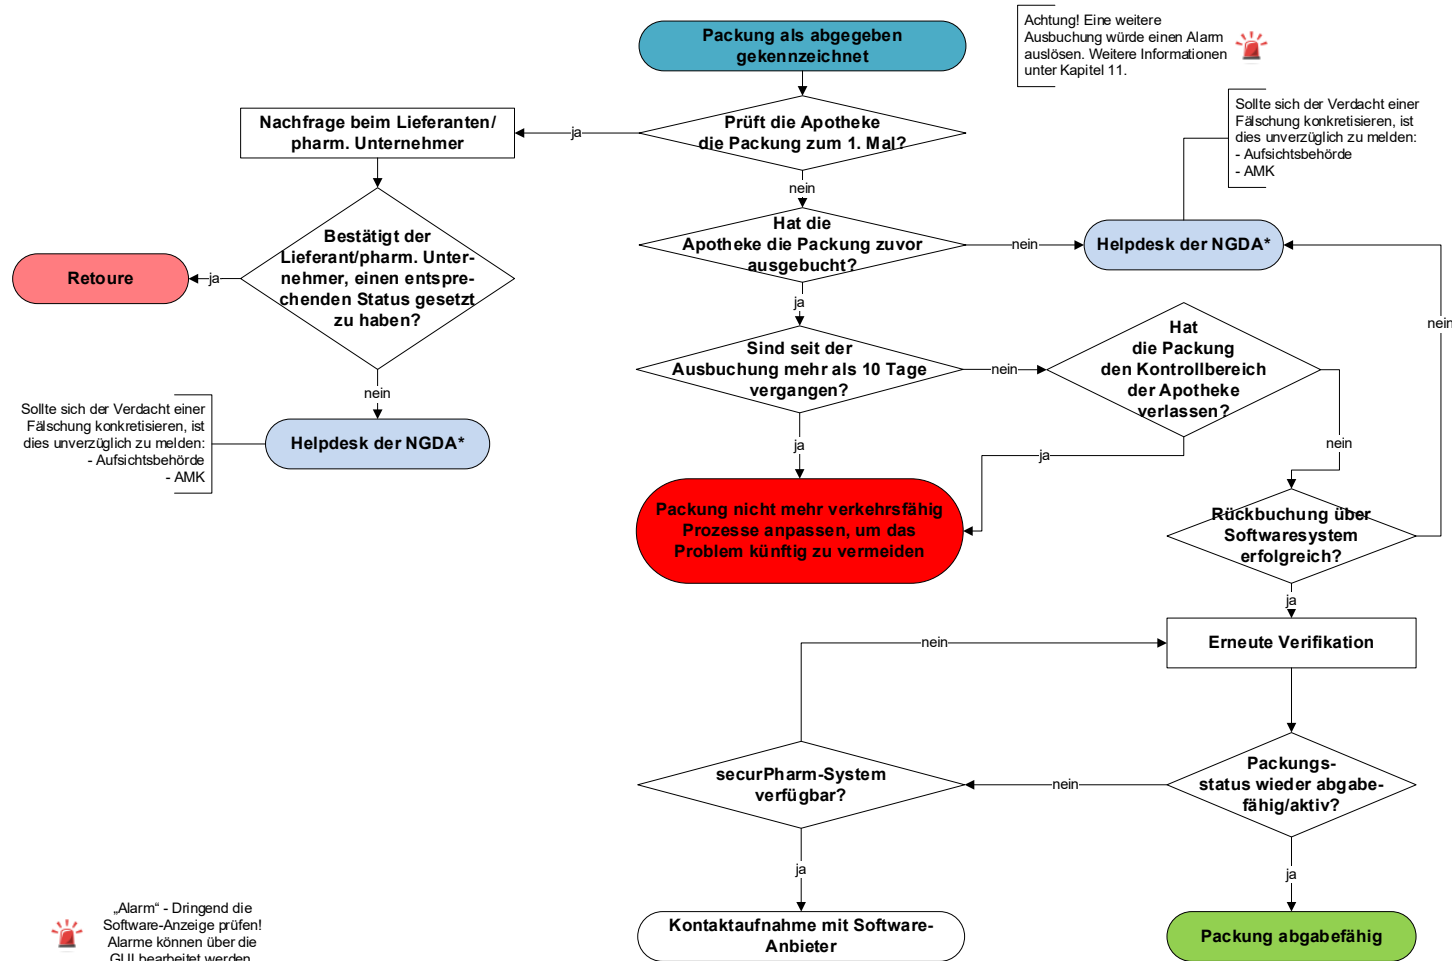 Packung als abgegeben
gekennzeichnet
Achtung! Eine weitere
Ausbuchung würde einen Alarm
auslösen. Weitere Informationen
unter Kapitel 11.
Sollte sich der Verdacht einer
Fälschung konkretisieren, ist
dies unverzüglich zu melden:
- Aufsichtsbehörde
- AMK
Prüft die Apotheke
die Packung zum 1. Mal?
ja
Nachfrage beim Lieferanten/
pharm. Unternehmer
nein
Hat die
Apotheke die Packung zuvor
ausgebucht?
nein
Helpdesk der NGDA*
Bestätigt der
Lieferant/pharm. Unter-
nehmer, einen entspre-
chenden Status gesetzt
zu haben?
ja
Retoure
ja
nein
Sind seit der
Ausbuchung mehr als 10 Tage
vergangen?
nein
Hat
die Packung
den Kontrollbereich
der Apotheke
verlassen?
nein
Sollte sich der Verdacht einer
Fälschung konkretisieren, ist
dies unverzüglich zu melden:
- Aufsichtsbehörde
- AMK
Helpdesk der NGDA*
ja
ja
nein
Packung nicht mehr verkehrsfähig
Prozesse anpassen, um das
Problem künftig zu vermeiden
Rückbuchung über
Softwaresystem
erfolgreich?
ja
nein
Erneute Verifikation
securPharm-System
verfügbar?
nein
Packungs-
status wieder abgabe-
fähig/aktiv?
ja
ja
Kontaktaufnahme mit Software-
Anbieter
Packung abgabefähig
„Alarm“ - Dringend die
Software-Anzeige prüfen!
Alarme können über die
GUI bearbeitet werden